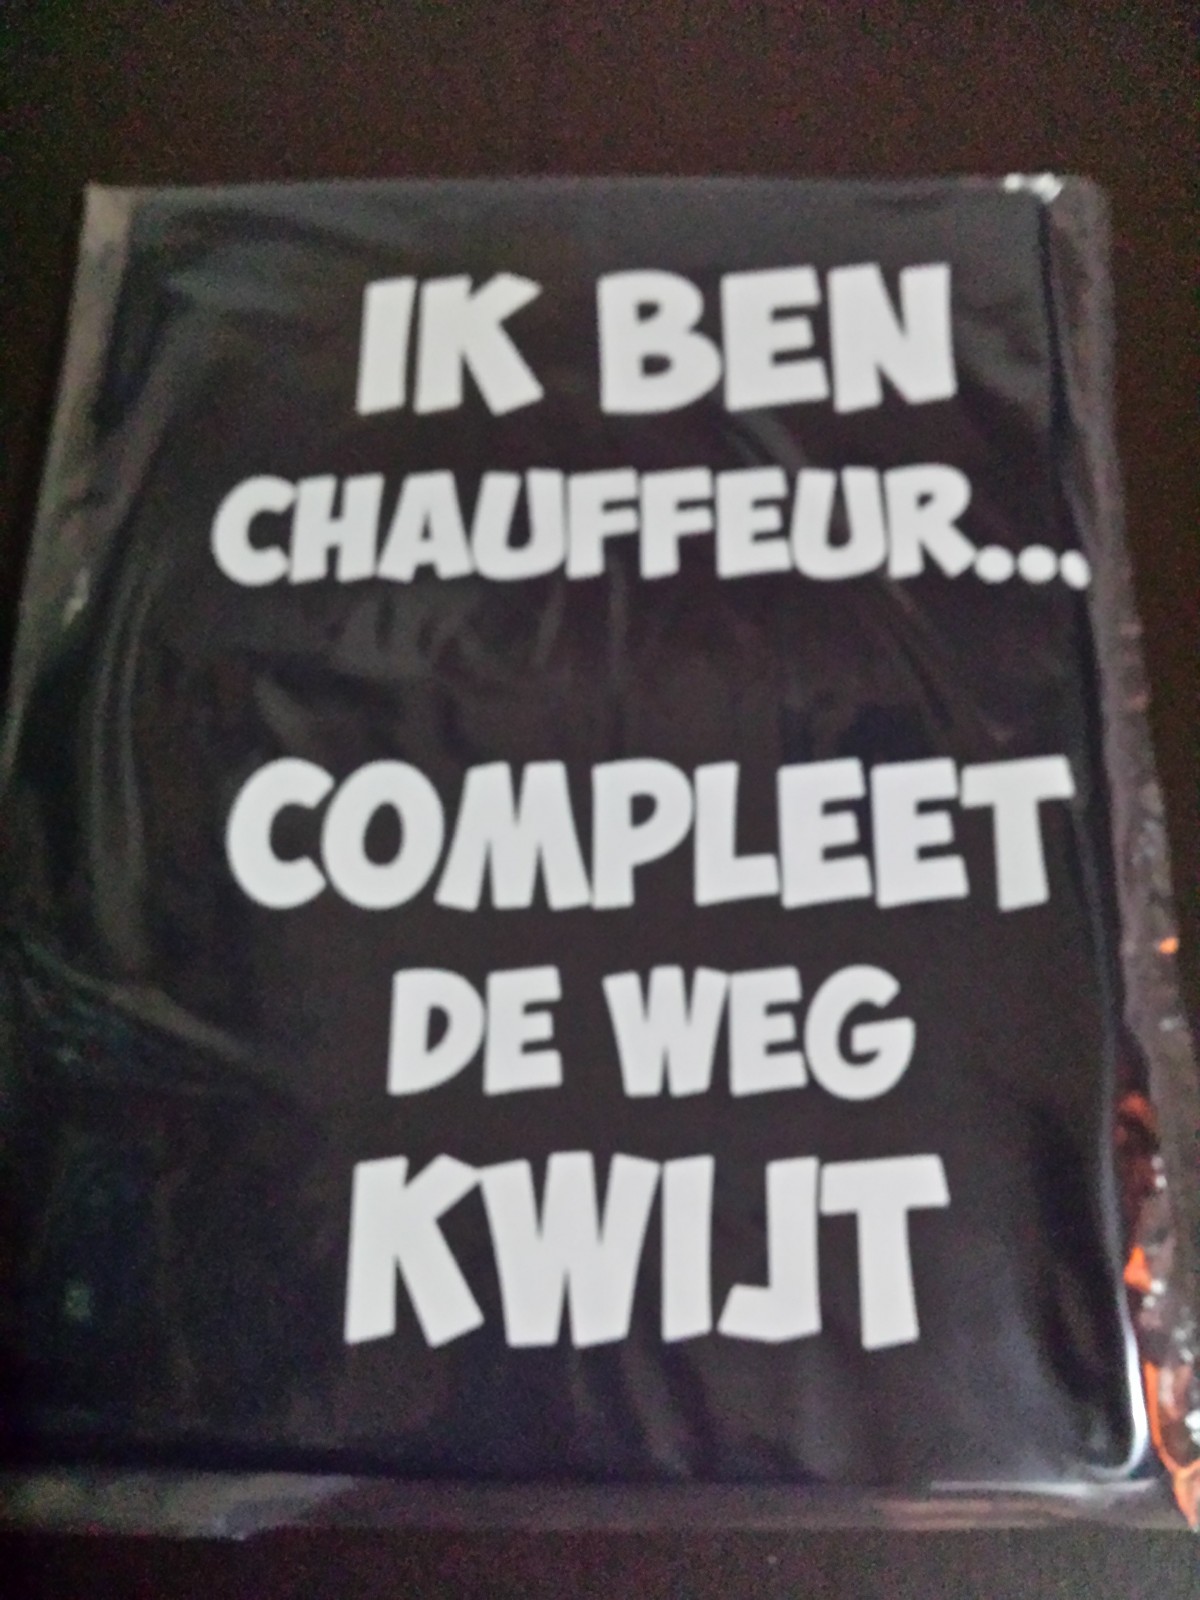 IK BEN
CHAUFFEUR...
COMPLEET
DE WEG
KWIJT